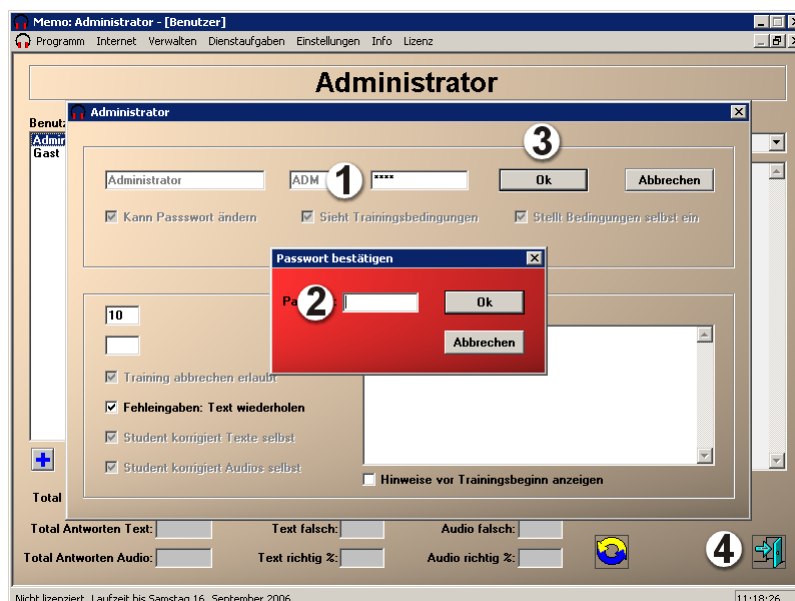 Memo: Administrator - [Benutzer]
Programm Internet Verwalten Dienstaufgaben Einstellungen Info Lizenz
Administrator
Administrator
Gast
3
Administrator ADM 1 **** Ok Abbrechen
Kann Passswort ändern Sieht Trainingsbedingungen Stellt Bedingungen selbst ein
Passwort bestätigen
2 Ok
Abbrechen
10
Training abbrechen erlaubt
Fehleingaben: Text wiederholen
Student korrigiert Texte selbst
Student korrigiert Audios selbst
Hinweise vor Trainingsbeginn anzeigen
Total
Total Antworten Text: Text falsch: Audio falsch:
Total Antworten Audio: Text richtig %: Audio richtig %: 4
Nicht lizenziert. Laufzeit bis Samstag 16. September 2006 11:18:26